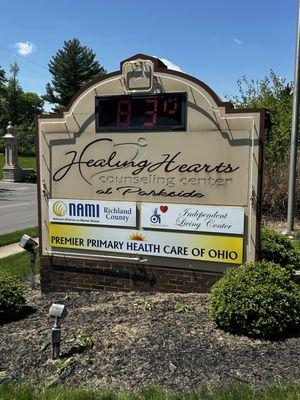 83°
Healing Hearts
counseling center
at Parkside
nami Richland County
National Alliance on Mental Illness
Independent Living Center
PREMIER PRIMARY HEALTH CARE OF OHIO